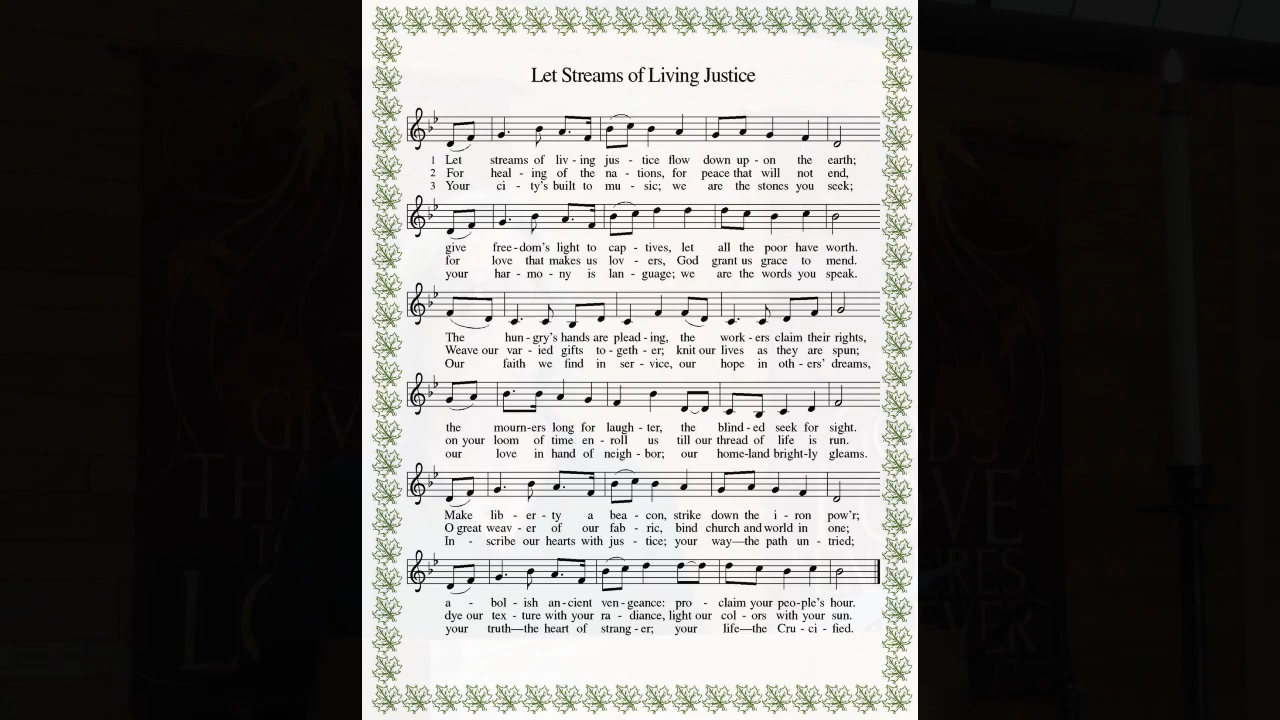 Let Streams of Living Justice
1 Let streams of liv - ing jus - tice flow down up - on the earth;
2 For heal - ing of the na - tions, for peace that will not end,
3 Your ci - ty's built to mu - sic; we are the stones you seek;
give free - dom's light to cap - tives, let all the poor have worth.
for love that makes us lov - ers, God grant us grace to mend.
your har - mo - ny is lan - guage; we are the words you speak.
The hun - gry's hands are plead - ing, the work - ers claim their rights,
Weave our var - ied gifts to - geth - er; knit our lives as they are spun;
Our faith we find in ser - vice, our hope in oth - ers' dreams,
the mourn - ers long for laugh - ter, the blind - ed seek for sight.
on your loom of time en - roll us till our thread of life is run.
our love in hand of neigh - bor; our home - land bright - ly gleams.
Make lib - er - ty a bea - con, strike down the i - ron pow'r;
O great weav - er of our fab - ric, bind church and world in one;
In - scribe our hearts with jus - tice; your way—the path un - tried;
a - bol - ish an - cient ven - geance: pro - claim your peo - ple's hour.
dye our tex - ture with your ra - diance, light our col - ors with your sun.
your truth—the heart of strang - er; your life—the Cru - ci - fied.
A GIVE
THA
TO
LO
GOD'S
OVE
URES
EVER